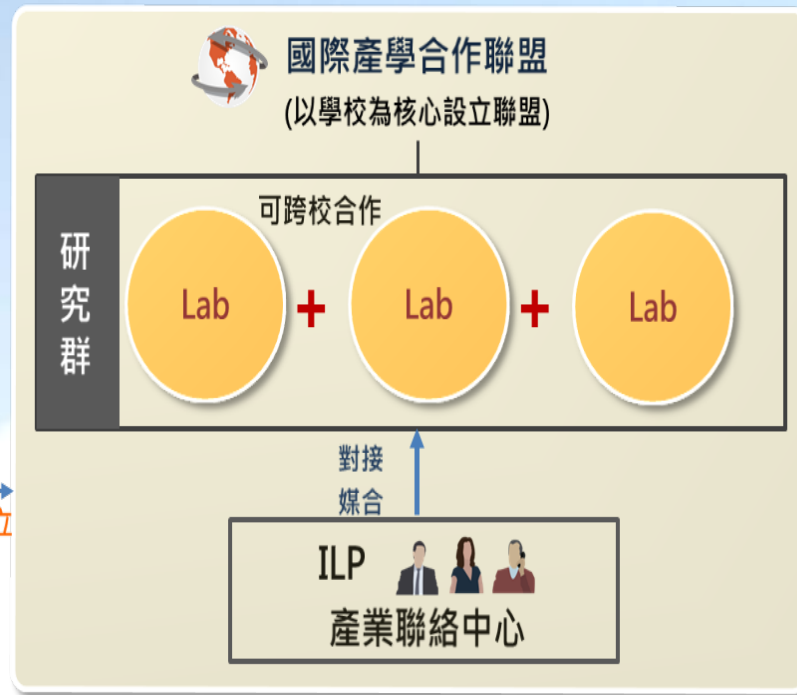 國際產學合作聯盟
(以學校為核心設立聯盟)
研究群
可跨校合作
Lab + Lab + Lab
對接
媒合
ILP
產業聯絡中心
立